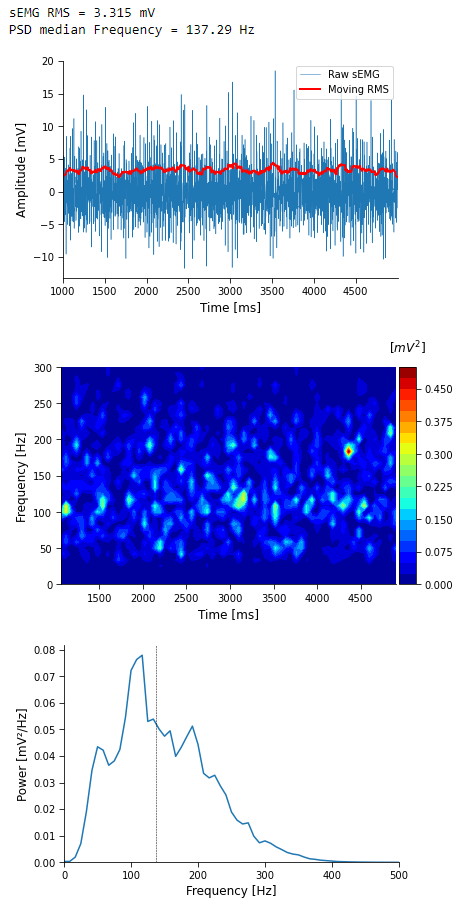 sEMG RMS = 3.315 mV
PSD median Frequency = 137.29 Hz
20
15
10
5
0
−5
−10
Amplitude [mV]
Raw sEMG
Moving RMS
1000 1500 2000 2500 3000 3500 4000 4500
Time [ms]
[mV²]
300
250
200
150
100
50
0
Frequency [Hz]
0.450
0.375
0.300
0.225
0.150
0.075
0.000
1500 2000 2500 3000 3500 4000 4500
Time [ms]
0.08
0.07
0.06
0.05
0.04
0.03
0.02
0.01
0.00
Power [mV²/Hz]
0 100 200 300 400 500
Frequency [Hz]